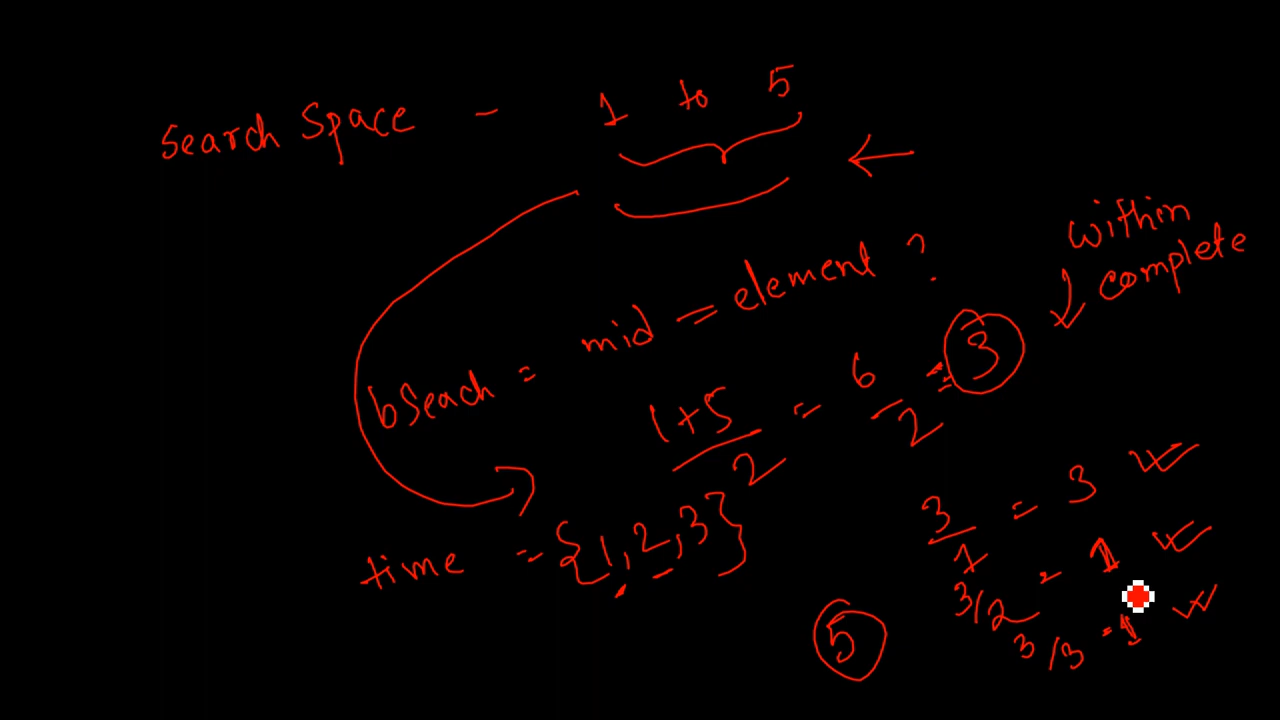 Search Space - 1 to 5
within
complete
bSeach = mid = element ?
1+5/2 = 6/2 = 3
3/1 = 3
time = {1,2,3}
3/2 = 1
3/3 = 1
5